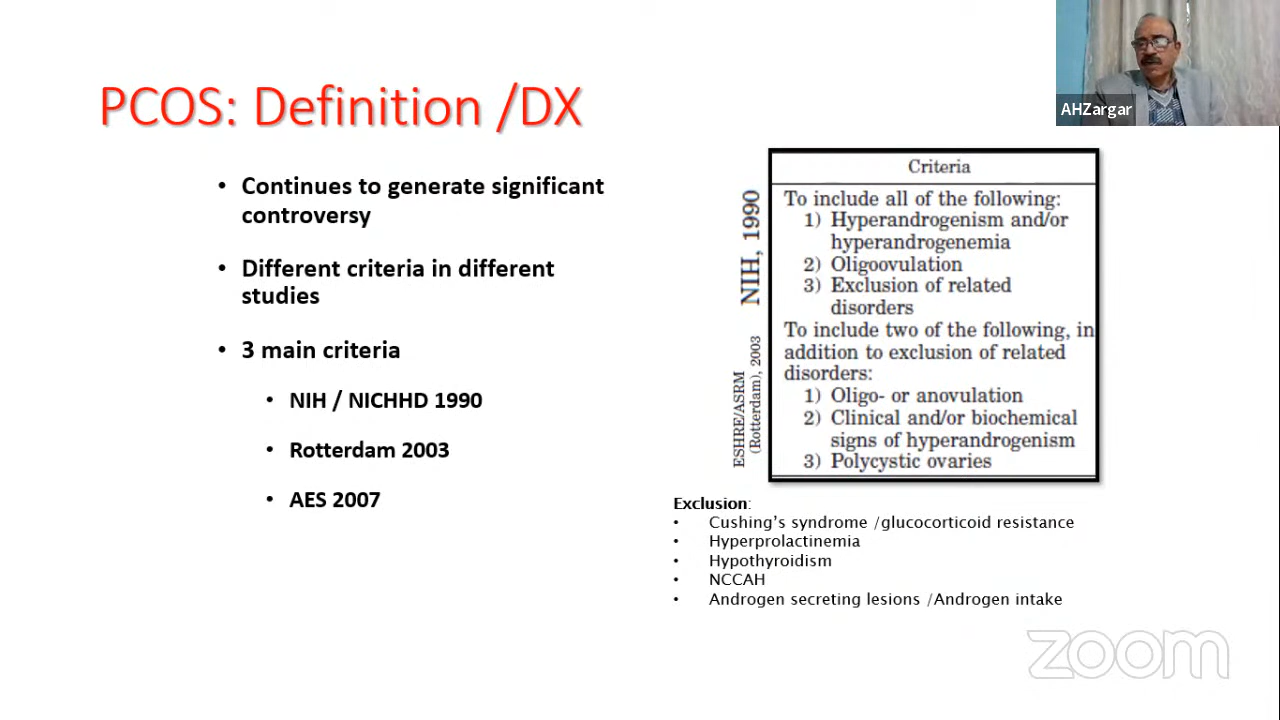 PCOS: Definition /DX
AHZargar
• Continues to generate significant
controversy
• Different criteria in different
studies
• 3 main criteria
• NIH / NICHHD 1990
• Rotterdam 2003
• AES 2007
Criteria
NIH, 1990
To include all of the following:
1) Hyperandrogenism and/or
hyperandrogenemia
2) Oligoovulation
3) Exclusion of related
disorders
ESHRE/ASRM
(Rotterdam), 2003
To include two of the following, in
addition to exclusion of related
disorders:
1) Oligo- or anovulation
2) Clinical and/or biochemical
signs of hyperandrogenism
3) Polycystic ovaries
Exclusion:
• Cushing’s syndrome /glucocorticoid resistance
• Hyperprolactinemia
• Hypothyroidism
• NCCAH
• Androgen secreting lesions /Androgen intake
zoom